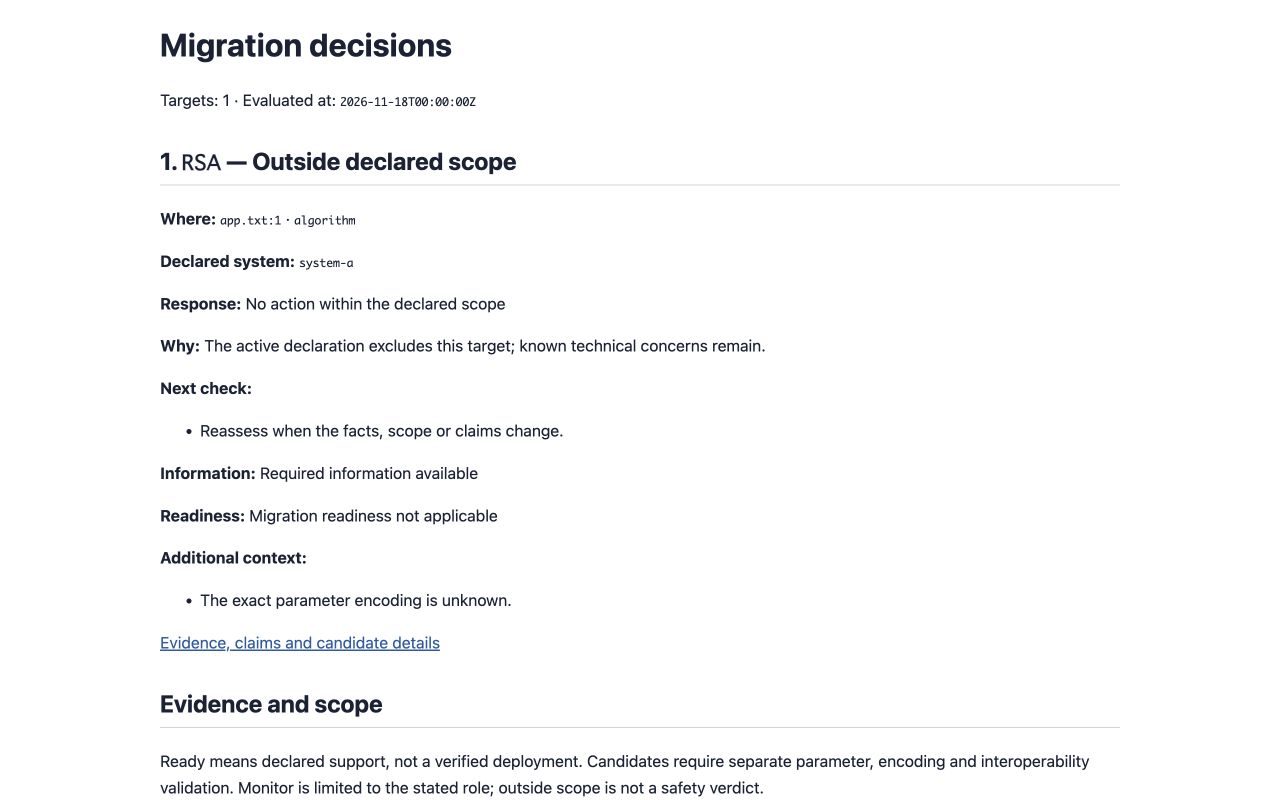 Migration decisions
Targets: 1 · Evaluated at: 2026-11-18T00:00:00Z
1. RSA — Outside declared scope
Where: app.txt:1 · algorithm
Declared system: system-a
Response: No action within the declared scope
Why: The active declaration excludes this target; known technical concerns remain.
Next check:
• Reassess when the facts, scope or claims change.
Information: Required information available
Readiness: Migration readiness not applicable
Additional context:
• The exact parameter encoding is unknown.
Evidence, claims and candidate details
Evidence and scope
Ready means declared support, not a verified deployment. Candidates require separate parameter, encoding and interoperability
validation. Monitor is limited to the stated role; outside scope is not a safety verdict.